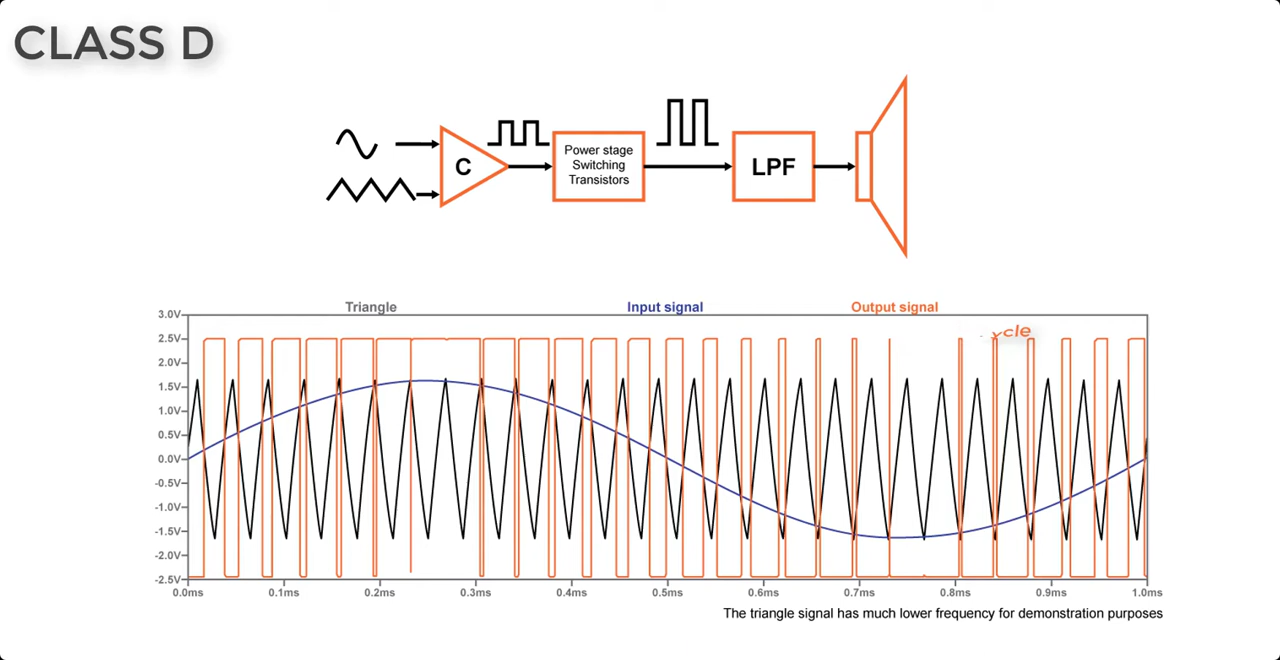 CLASS D
C
Power stage
Switching
Transistors
LPF
Triangle
Input signal
Output signal
3.0V
2.5V
2.0V
1.5V
1.0V
0.5V
0.0V
-0.5V
-1.0V
-1.5V
-2.0V
-2.5V
0.0ms 0.1ms 0.2ms 0.3ms 0.4ms 0.5ms 0.6ms 0.7ms 0.8ms 0.9ms 1.0ms
The triangle signal has much lower frequency for demonstration purposes